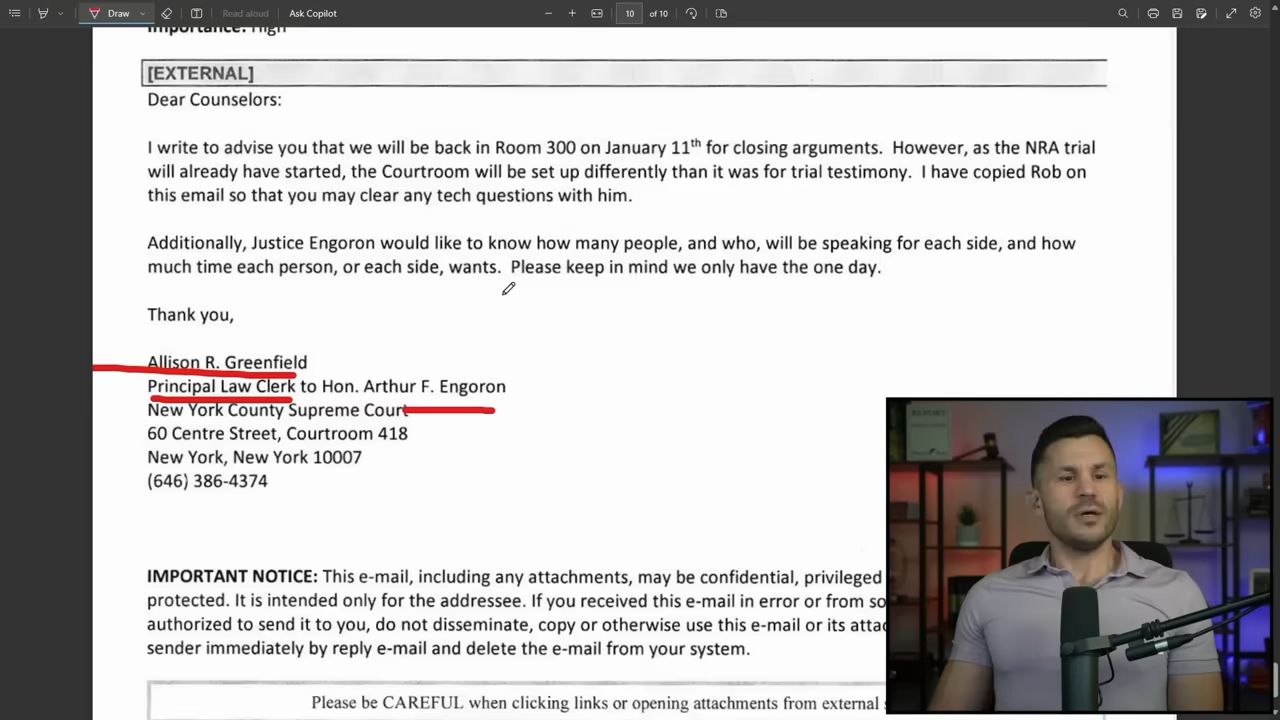 Draw
Read aloud
Ask Copilot
10 of 10
Importance: High
[EXTERNAL]
Dear Counselors:
I write to advise you that we will be back in Room 300 on January 11th for closing arguments. However, as the NRA trial
will already have started, the Courtroom will be set up differently than it was for trial testimony. I have copied Rob on
this email so that you may clear any tech questions with him.
Additionally, Justice Engoron would like to know how many people, and who, will be speaking for each side, and how
much time each person, or each side, wants. Please keep in mind we only have the one day.
Thank you,
Allison R. Greenfield
Principal Law Clerk to Hon. Arthur F. Engoron
New York County Supreme Court
60 Centre Street, Courtroom 418
New York, New York 10007
(646) 386-4374
IMPORTANT NOTICE: This e-mail, including any attachments, may be confidential, privileged
protected. It is intended only for the addressee. If you received this e-mail in error or from so
authorized to send it to you, do not disseminate, copy or otherwise use this e-mail or its attac
sender immediately by reply e-mail and delete the e-mail from your system.
Please be CAREFUL when clicking links or opening attachments from external s
REPORT